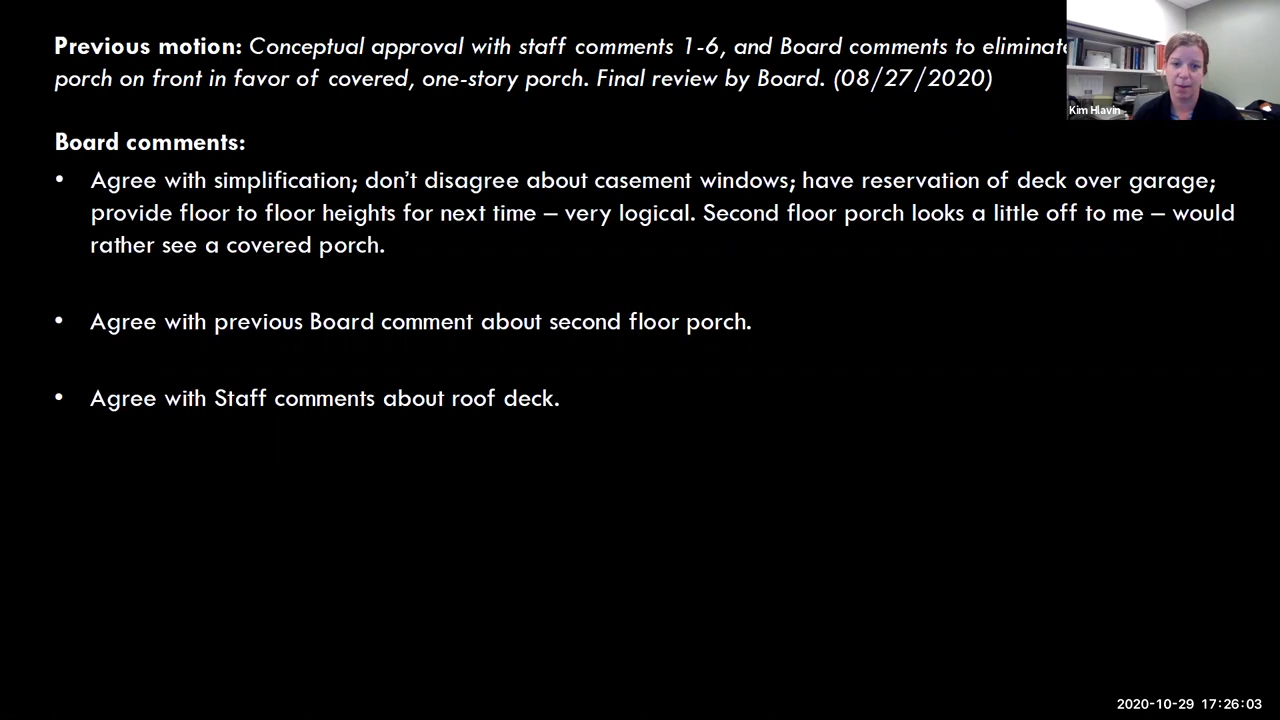 Previous motion: Conceptual approval with staff comments 1-6, and Board comments to eliminate
porch on front in favor of covered, one-story porch. Final review by Board. (08/27/2020)
Kim Hlavin
Board comments:
• Agree with simplification; don’t disagree about casement windows; have reservation of deck over garage;
provide floor to floor heights for next time – very logical. Second floor porch looks a little off to me – would
rather see a covered porch.
• Agree with previous Board comment about second floor porch.
• Agree with Staff comments about roof deck.
2020-10-29 17:26:03